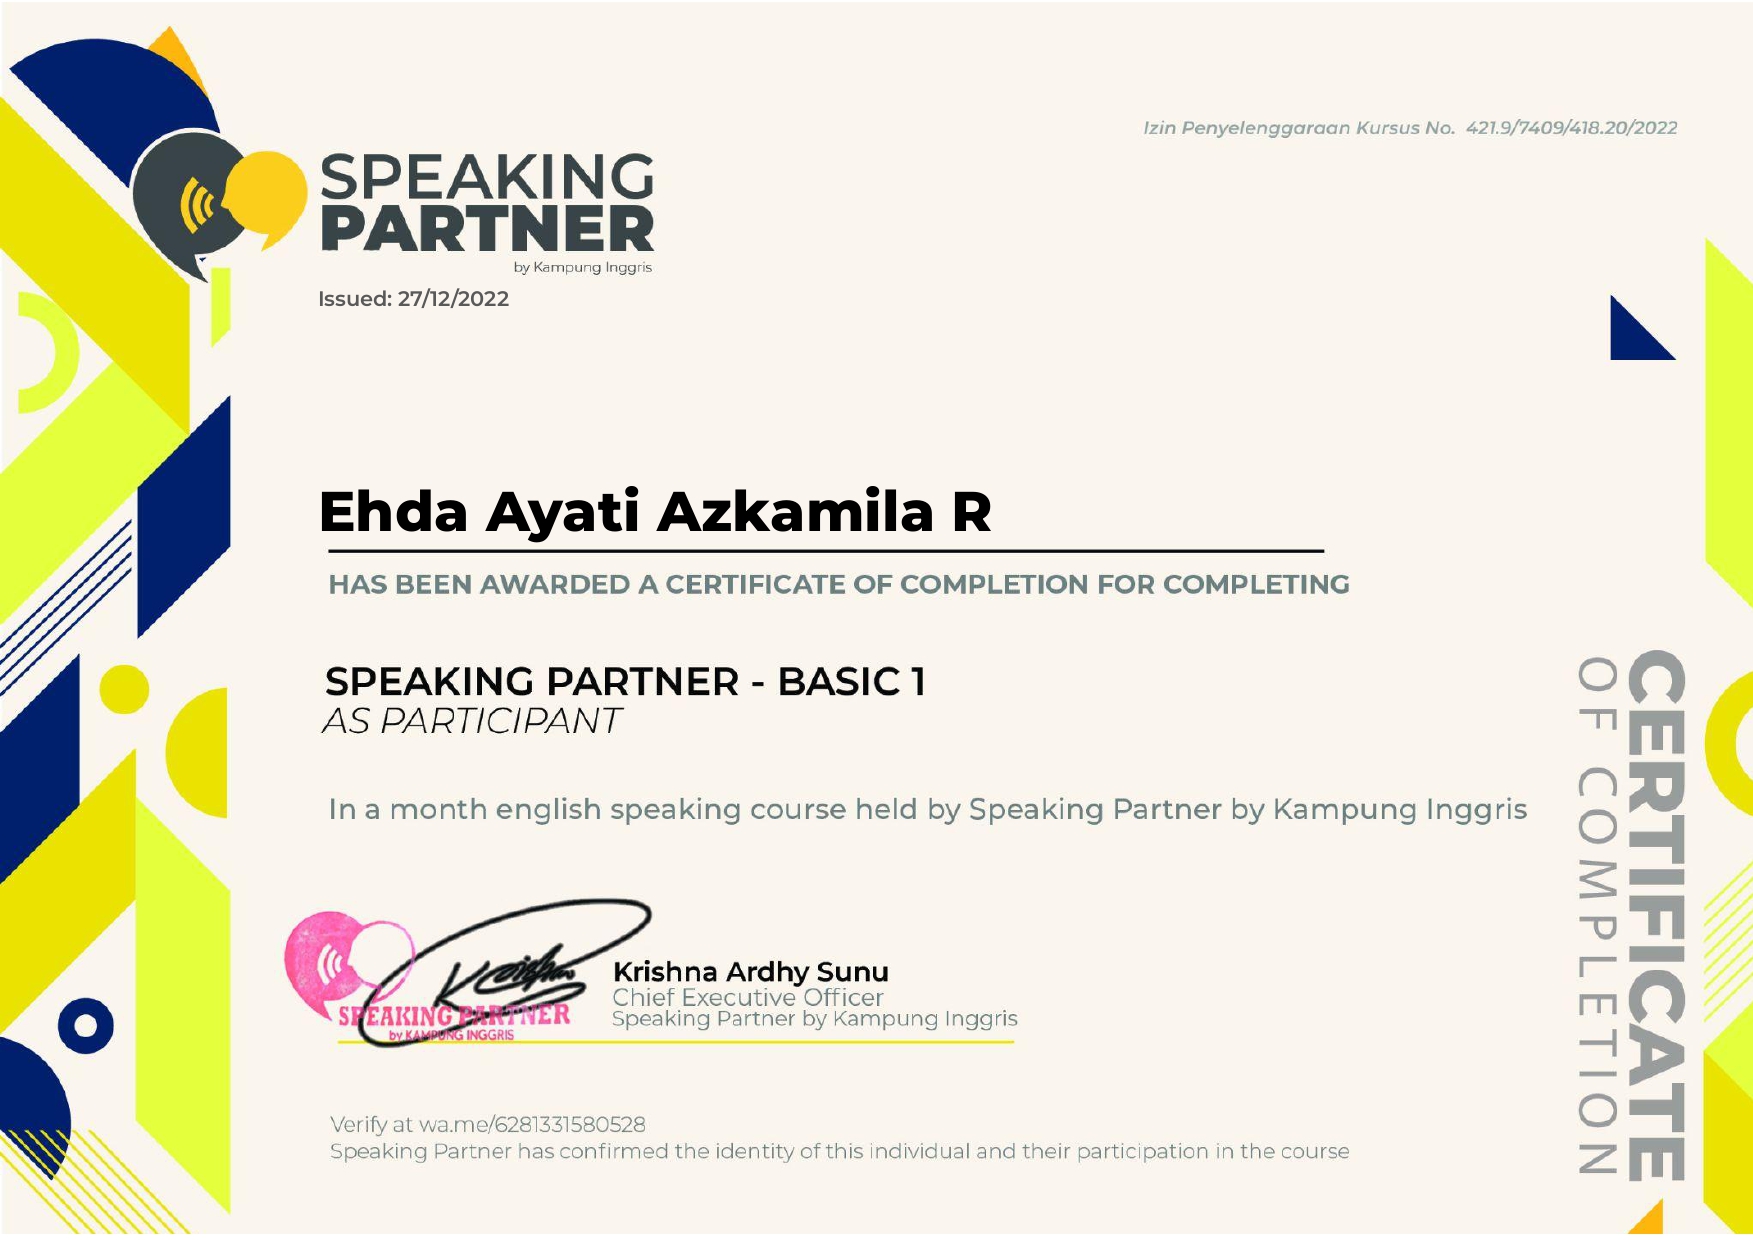 Izin Penyelenggaraan Kursus No. 421.9/7409/418.20/2022
SPEAKING
PARTNER
by Kampung Inggris
Issued: 27/12/2022
Ehda Ayati Azkamila R
HAS BEEN AWARDED A CERTIFICATE OF COMPLETION FOR COMPLETING
SPEAKING PARTNER - BASIC 1
AS PARTICIPANT
In a month english speaking course held by Speaking Partner by Kampung Inggris
SPEAKING PARTNER
by KAMPUNG INGGRIS
Krishna Ardhy Sunu
Chief Executive Officer
Speaking Partner by Kampung Inggris
Verify at wa.me/6281331580528
Speaking Partner has confirmed the identity of this individual and their participation in the course
CERTIFICATE
OF COMPLETION